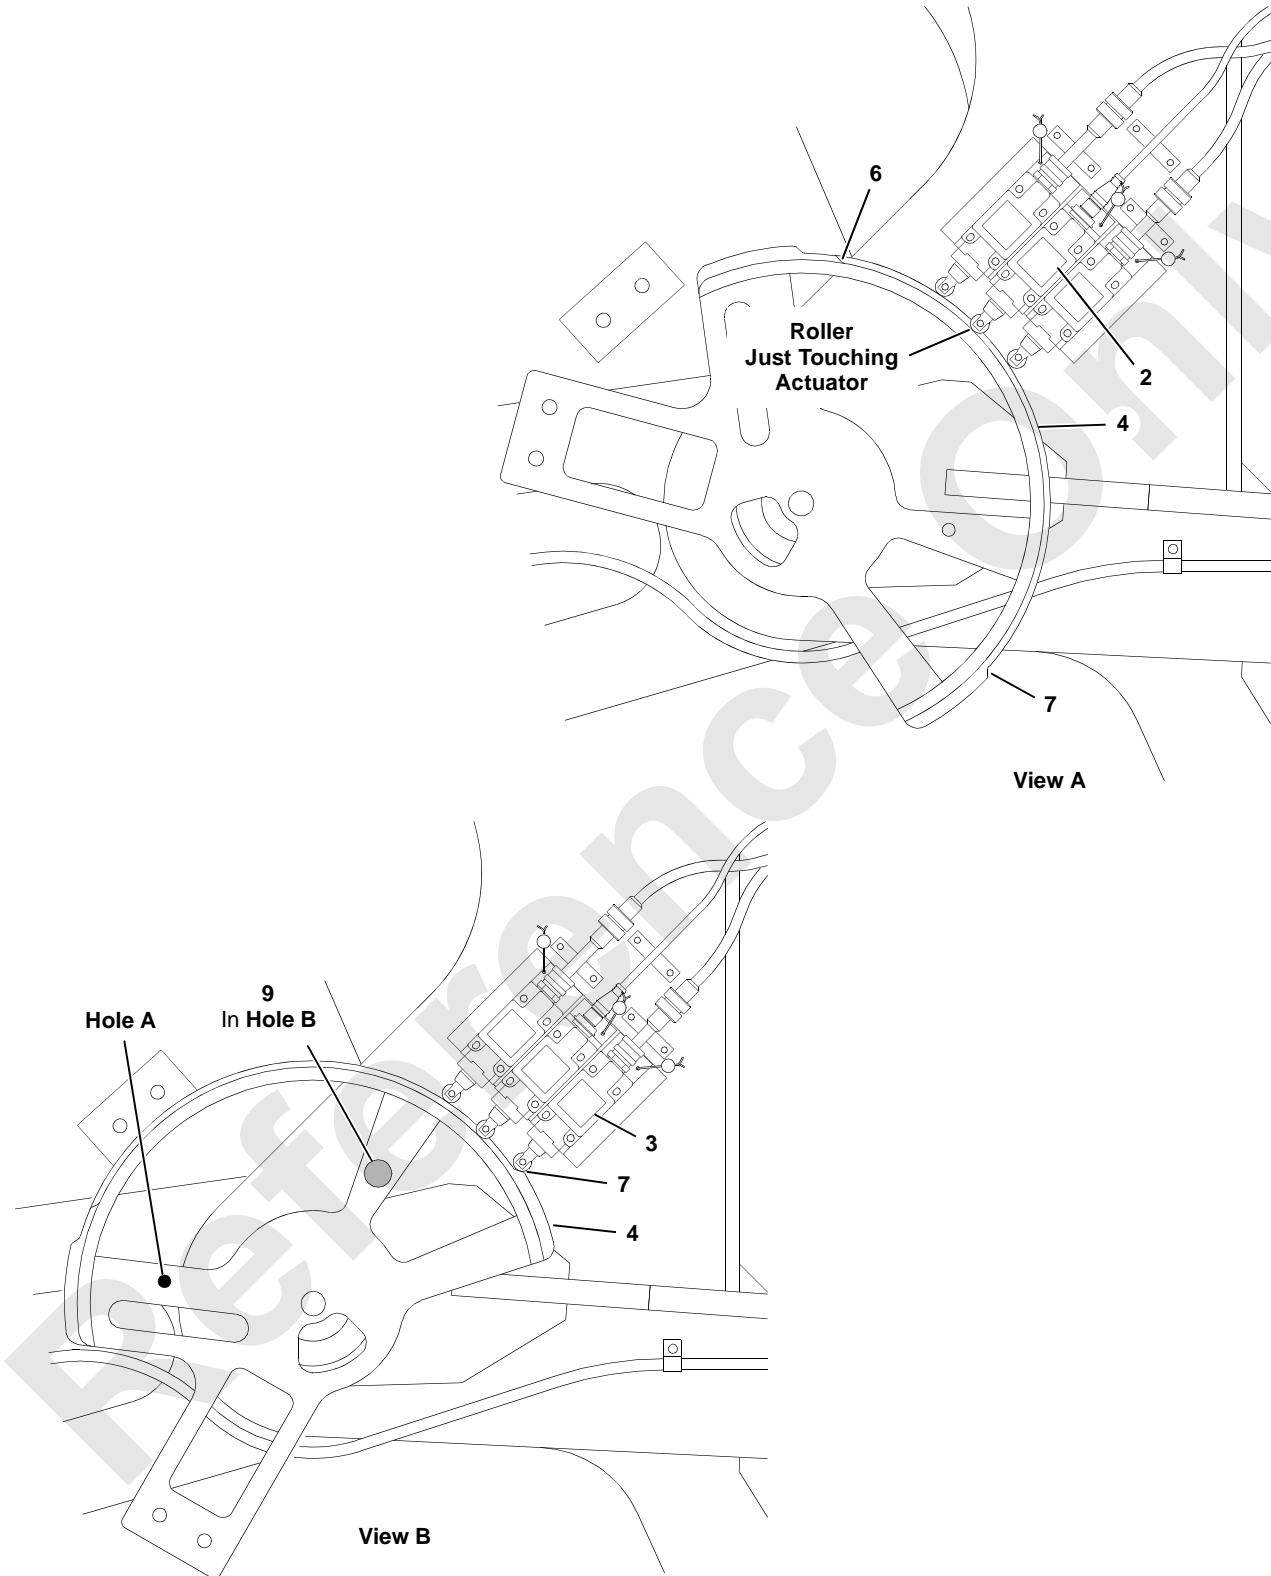 6
Roller
Just Touching
Actuator
2
4
7
View A
9
In Hole B
Hole A
3
7
4
View B
Reference Only